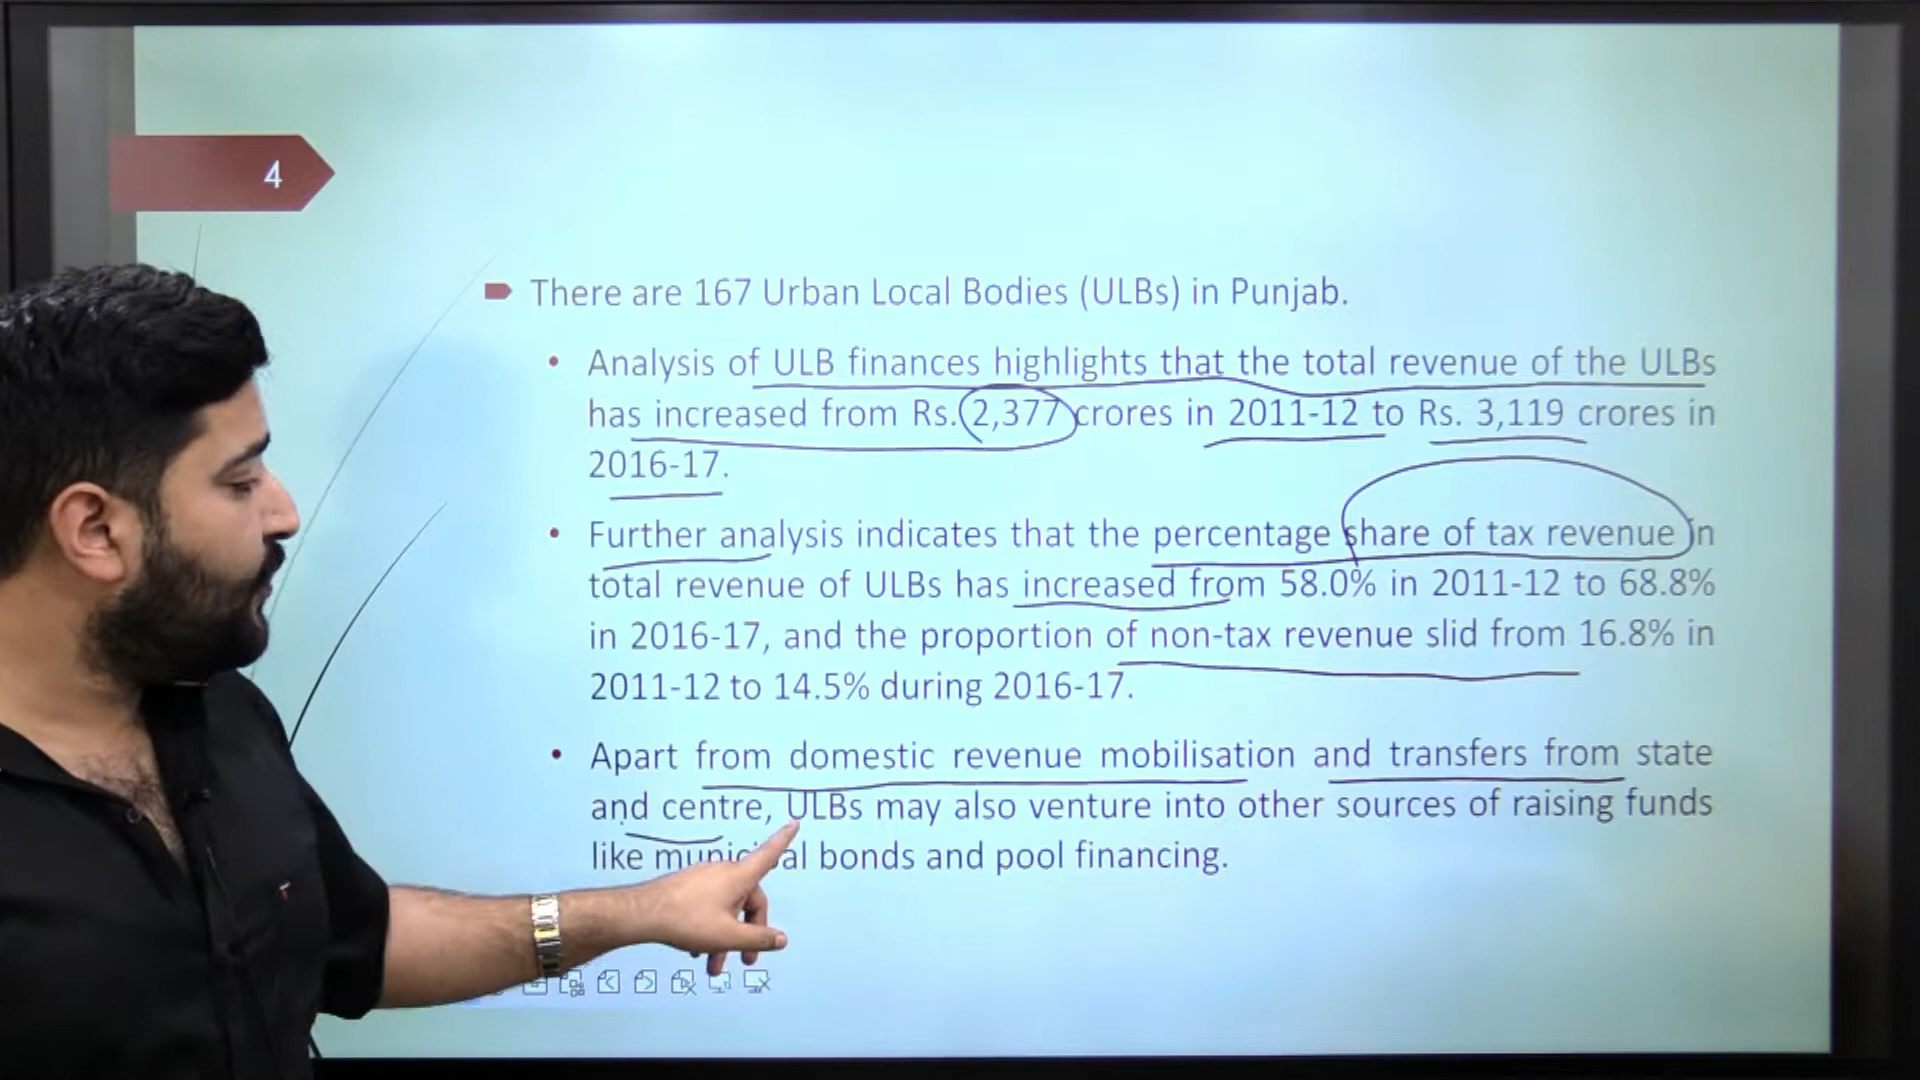 4
There are 167 Urban Local Bodies (ULBs) in Punjab.
• Analysis of ULB finances highlights that the total revenue of the ULBs
has increased from Rs. 2,377 crores in 2011-12 to Rs. 3,119 crores in
2016-17.
• Further analysis indicates that the percentage share of tax revenue in
total revenue of ULBs has increased from 58.0% in 2011-12 to 68.8%
in 2016-17, and the proportion of non-tax revenue slid from 16.8% in
2011-12 to 14.5% during 2016-17.
• Apart from domestic revenue mobilisation and transfers from state
and centre, ULBs may also venture into other sources of raising funds
like municipal bonds and pool financing.